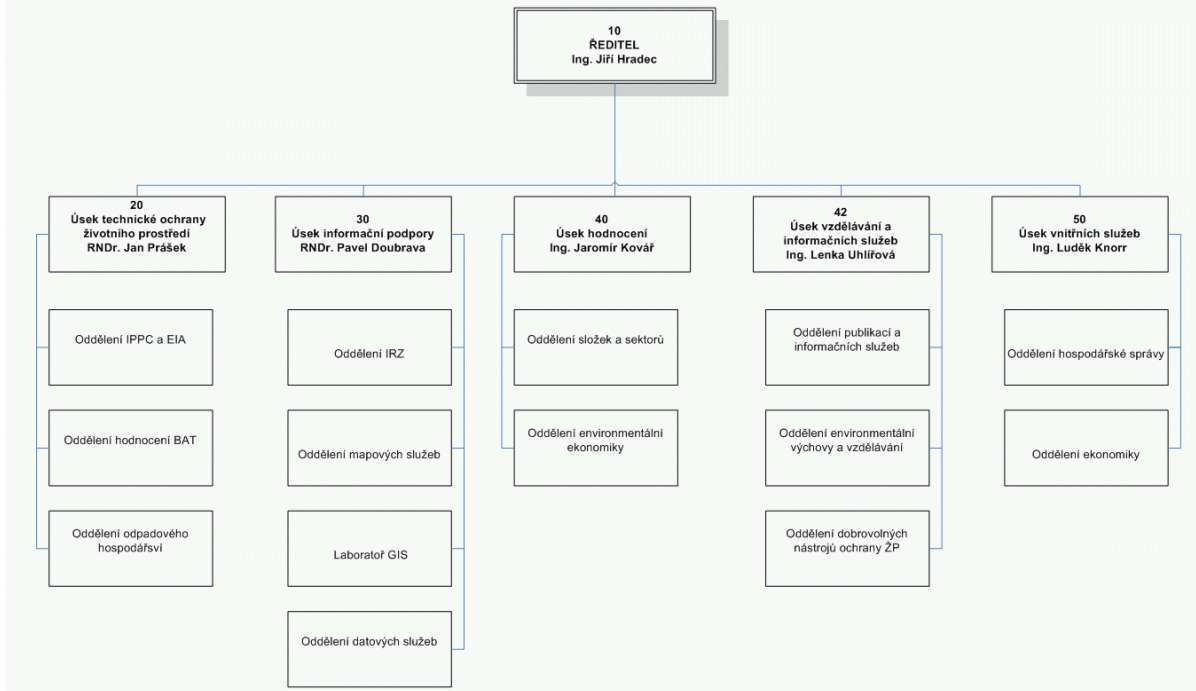 10
ŘEDITEL
Ing. Jiří Hradec
20
Úsek technické ochrany
životního prostředí
RNDr. Jan Prášek
30
Úsek informační podpory
RNDr. Pavel Doubrava
40
Úsek hodnocení
Ing. Jaromír Kovář
42
Úsek vzdělávání a
informačních služeb
Ing. Lenka Uhlířová
50
Úsek vnitřních služeb
Ing. Luděk Knorr
Oddělení IPPC a EIA
Oddělení hodnocení BAT
Oddělení odpadového
hospodářsví
Oddělení IRZ
Oddělení mapových služeb
Laboratoř GIS
Oddělení datových služeb
Oddělení složek a sektorů
Oddělení environmentální
ekonomiky
Oddělení publikací a
informačních služeb
Oddělení environmentální
výchovy a vzdělávání
Oddělení dobrovolných
nástrojů ochrany ŽP
Oddělení hospodářské správy
Oddělení ekonomiky